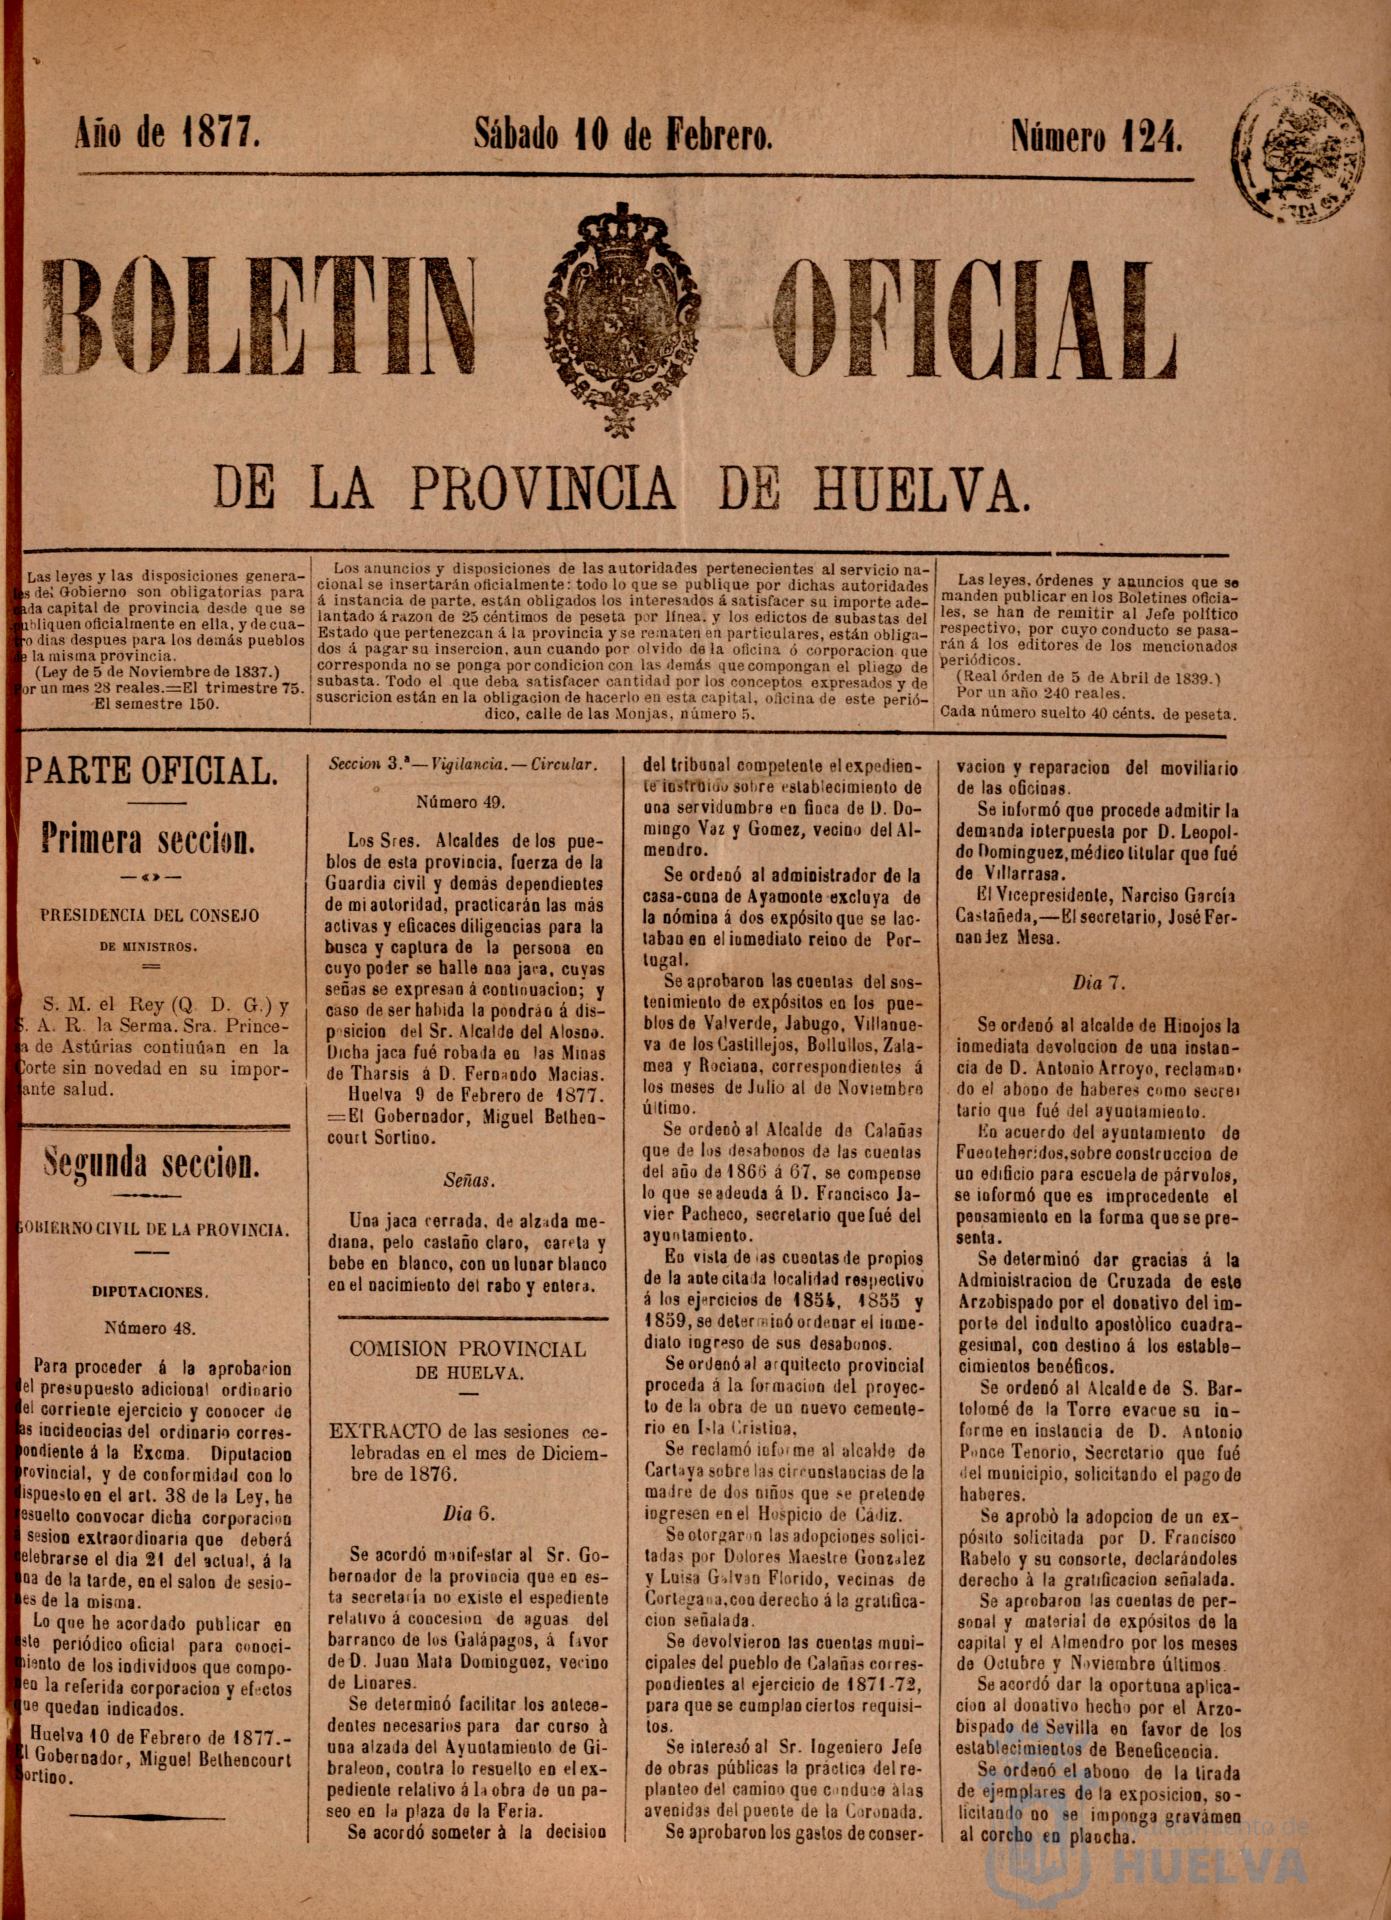 Año de 1877.
Sábado 10 de Febrero.
Número 124.
BOLETIN OFICIAL
DE LA PROVINCIA DE HUELVA.
Las leyes y las disposiciones genera-
del Gobierno son obligatorias para
capital de provincia desde que se
oficialmente en ella, y de cua-
dias despues para los demás pueblos
la misma provincia.
(Ley de 5 de Noviembre de 1837.)
un mes 28 reales.=El trimestre 75.
El semestre 150.
Los anuncios y disposiciones de las autoridades pertenecientes al servicio na-
cional se insertarán oficialmente: todo lo que se publique por dichas autoridades
á instancia de parte, están obligados los interesados á satisfacer su importe ade-
lantado á razon de 25 céntimos de peseta por línea. y los edictos de subastas del
Estado que pertenezcan á la provincia y se rematen en particulares, están obliga-
dos á pagar su insercion, aun cuando por olvido de la oficina ó corporacion que
corresponda no se ponga por condicion con las demás que compongan el pliego de
subasta. Todo el que deba satisfacer cantidad por los conceptos expresados y de
suscricion están en la obligacion de hacerlo en esta capital, oficina de este perió-
dico, calle de las Monjas, número 5.
Las leyes, órdenes y anuncios que se
manden publicar en los Boletines oficia-
les, se han de remitir al Jefe político
respectivo, por cuyo conducto se pasa-
rán á los editores de los mencionados
periódicos.
(Real órden de 5 de Abril de 1839.)
Por un año 240 reales.
Cada número suelto 40 cénts. de peseta.
PARTE OFICIAL.
Primera seccion.
PRESIDENCIA DEL CONSEJO
DE MINISTROS.
S. M. el Rey (Q. D. G.) y
S. A. R. la Serma. Sra. Prince-
a de Astúrias continúan en la
Corte sin novedad en su impor-
tante salud.
Segunda seccion.
GOBIERNO CIVIL DE LA PROVINCIA.
DIPUTACIONES.
Número 48.
Para proceder á la aprobacion
del presupuesto adicional ordinario
del corriente ejercicio y conocer de
las incidencias del ordinario corres-
pondiente á la Excma. Diputacion
provincial, y de conformidad con lo
dispuesto en el art. 38 de la Ley, he
resuelto convocar dicha corporacion
á sesion extraordinaria que deberá
celebrarse el dia 21 del actual, á la
una de la tarde, en el salon de sesio-
nes de la misma.
Lo que he acordado publicar en
este periódico oficial para conoci-
miento de los individuos que compo-
nen la referida corporacion y efectos
que quedan indicados.
Huelva 10 de Febrero de 1877.-
El Gobernador, Miguel Bethencourt
Sortino.
Seccion 3.ª—Vigilancia.—Circular.
Número 49.
Los Sres. Alcaldes de los pue-
blos de esta provincia, fuerza de la
Guardia civil y demás dependientes
de mi autoridad, practicarán las más
activas y eficaces diligencias para la
busca y captura de la persona en
cuyo poder se halle una jaca, cuyas
señas se expresan á continuacion; y
caso de ser habida la pondrán á dis-
posicion del Sr. Alcalde del Alosno.
Dicha jaca fué robada en las Minas
de Tharsis á D. Fernando Macias.
Huelva 9 de Febrero de 1877.
=El Gobernador, Miguel Bethen-
court Sortino.
Señas.
Una jaca cerrada, de alzada me-
diana, pelo castaño claro, careta y
bebe en blanco, con un lunar blanco
en el nacimiento del rabo y entera.
COMISION PROVINCIAL
DE HUELVA.
EXTRACTO de las sesiones ce-
lebradas en el mes de Diciem-
bre de 1876.
Dia 6.
Se acordó manifestar al Sr. Go-
bernador de la provincia que en es-
ta secretaría no existe el espediente
relativo á concesion de aguas del
barranco de los Galápagos, á favor
de D. Juan Mata Dominguez, vecino
de Linares.
Se determinó facilitar los antece-
dentes necesarios para dar curso à
una alzada del Ayuntamiento de Gi-
braleon, contra lo resuelto en el ex-
pediente relativo á la obra de un pa-
seo en la plaza de la Feria.
Se acordó someter à la decision
del tribunal competente el expedien-
te instruido sobre establecimiento de
una servidumbre en finca de D. Do-
mingo Vaz y Gomez, vecino del Al-
mendro.
Se ordenó al administrador de la
casa-cuna de Ayamonte excluya de
la nómina á dos expósito que se lac-
taban en el inmediato reino de Por-
tugal.
Se aprobaron las cuentas del sos-
tenimiento de expósitos en los pue-
blos de Valverde, Jabugo, Villanue-
va de los Castillejos, Bollullos, Zala-
mea y Rociana, correspondientes á
los meses de Julio al de Noviembre
último.
Se ordenò al Alcalde de Calañas
que de los desabonos de las cuentas
del año de 1866 á 67, se compense
lo que se adeuda á D. Francisco Ja-
vier Pacheco, secretario que fué del
ayuntamiento.
En vista de las cuentas de propios
de la ante citada localidad respectivo
á los ejercicios de 1854, 1855 y
1859, se determinó ordenar el inme-
diato ingreso de sus desabonos.
Se ordenó al arquitecto provincial
proceda á la formacion del proyec-
to de la obra de un nuevo cemente-
rio en Isla Cristina.
Se reclamó informe al alcalde de
Cartaya sobre las circunstancias de la
madre de dos niños que se pretende
ingresen en el Hospicio de Cádiz.
Se otorgaron las adopciones solici-
tadas por Dolores Maestre Gonzalez
y Luisa Galvan Florido, vecinas de
Cortegana, con derecho á la gratifica-
cion señalada.
Se devolvieron las cuentas muni-
cipales del pueblo de Calañas corres-
pondientes al ejercicio de 1871-72,
para que se cumplan ciertos requisi-
tos.
Se interesó al Sr. Ingeniero Jefe
de obras públicas la práctica del re-
planteo del camino que conduce à las
avenidas del puente de la Coronada.
Se aprobaron los gastos de conser-
vacion y reparacion del moviliario
de las oficinas.
Se informó que procede admitir la
demanda interpuesta por D. Leopol-
do Dominguez, médico titular que fué
de Villarrasa.
El Vicepresidente, Narciso García
Castañeda,—El secretario, José Fer-
nandez Mesa.
Dia 7.
Se ordenó al alcalde de Hinojos la
inmediata devolucion de una instan-
cia de D. Antonio Arroyo, reclaman-
do el abono de haberes como secre
tario que fué del ayuntamiento.
En acuerdo del ayuntamiento de
Fuenteheridos, sobre construccion de
un edificio para escuela de párvulos,
se informó que es improcedente el
pensamiento en la forma que se pre-
senta.
Se determinó dar gracias á la
Administracion de Cruzada de este
Arzobispado por el donativo del im-
porte del indulto apostòlico cuadra-
gesimal, con destino á los estable-
cimientos benéficos.
Se ordenó al Alcalde de S. Bar-
tolomé de la Torre evacue su in-
forme en instancia de D. Antonio
Ponce Tenorio, Secretario que fué
del municipio, solicitando el pago de
haberes.
Se aprobò la adopcion de un ex-
pósito solicitada por D. Francisco
Rabelo y su consorte, declarándoles
derecho à la gratificacion señalada.
Se aprobaron las cuentas de per-
sonal y material de expósitos de la
capital y el Almendro por los meses
de Octubre y Noviembre últimos.
Se acordó dar la oportuna aplica-
cion al donativo hecho por el Arzo-
bispado de Sevilla en favor de los
establecimientos de Beneficencia.
Se ordenó el abono de la tirada
de ejemplares de la exposicion, so-
licitando no se imponga gravámen
al corcho en plancha.
Ayuntamiento de
HUELVA